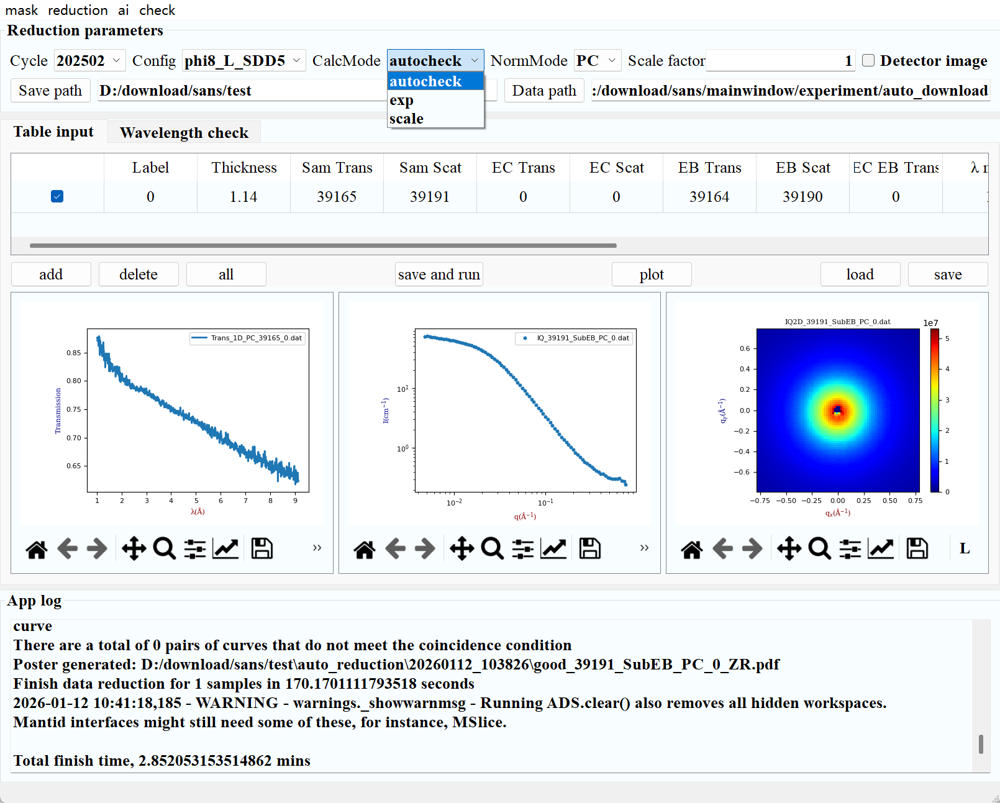 mask reduction ai check
Reduction parameters
Cycle 202502 Config phi8_L_SDD5 CalcMode autocheck NormMode PC Scale factor 1 Detector image
autocheck
exp
scale
Save path D:/download/sans/test Data path :/download/sans/mainwindow/experiment/auto_download
Table input Wavelength check
Label Thickness Sam Trans Sam Scat EC Trans EC Scat EB Trans EB Scat EC EB Trans λ
0 1.14 39165 39191 0 0 39164 39190 0
add delete all save and run plot load save
Trans_1D_PC_39165_0.dat
0.85
0.80
0.75
0.70
0.65
Transmission
1 2 3 4 5 6 7 8 9
λ(Å)
IQ_39191_SubEB_PC_0.dat
10¹
10⁰
I(cm⁻¹)
10⁻² 10⁻¹
q(Å⁻¹)
IQ2D_39191_SubEB_PC_0.dat
1e7
0.6
0.4
0.2
0.0
−0.2
−0.4
−0.6
qy(Å⁻¹)
−0.75 −0.50 −0.25 0.00 0.25 0.50 0.75
qx(Å⁻¹)
5
4
3
2
1
0
»
»
L
App log
curve
There are a total of 0 pairs of curves that do not meet the coincidence condition
Poster generated: D:/download/sans/test\auto_reduction\20260112_103826\good_39191_SubEB_PC_0_ZR.pdf
Finish data reduction for 1 samples in 170.1701111793518 seconds
2026-01-12 10:41:18,185 - WARNING - warnings._showwarnmsg - Running ADS.clear() also removes all hidden workspaces.
Mantid interfaces might still need some of these, for instance, MSlice.
Total finish time, 2.852053153514862 mins